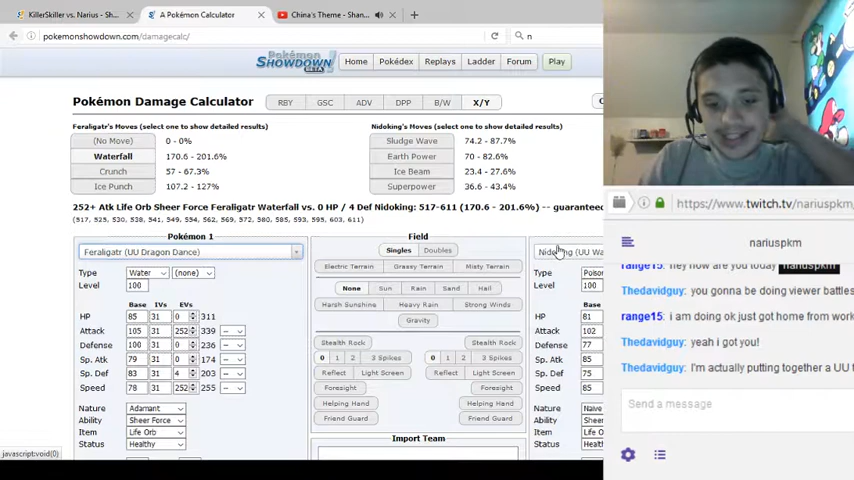 KillerSkiller vs. Narius - Sh...
A Pokémon Calculator
China's Theme - Shan...
pokemonshowdown.com/damagecalc/
n
Pokémon
SHOWDOWN!
BETA
Home
Pokédex
Replays
Ladder
Forum
Play
Pokémon Damage Calculator
RBY
GSC
ADV
DPP
B/W
X/Y
Feraligatr's Moves (select one to show detailed results)
(No Move) 0 - 0%
Waterfall 170.6 - 201.6%
Crunch 57 - 67.3%
Ice Punch 107.2 - 127%
Nidoking's Moves (select one to show detailed results)
Sludge Wave 74.2 - 87.7%
Earth Power 70 - 82.6%
Ice Beam 23.4 - 27.6%
Superpower 36.6 - 43.4%
252+ Atk Life Orb Sheer Force Feraligatr Waterfall vs. 0 HP / 4 Def Nidoking: 517-611 (170.6 - 201.6%) -- guarantee
(517, 525, 530, 538, 541, 549, 554, 562, 569, 572, 580, 585, 593, 595, 603, 611)
Pokémon 1
Feraligatr (UU Dragon Dance)
Type Water (none)
Level 100
Base IVs EVs
HP 85 31 0 311
Attack 105 31 252 339 --
Defense 100 31 0 236 --
Sp. Atk 79 31 0 174 --
Sp. Def 83 31 4 203 --
Speed 78 31 252 255 --
Nature Adamant
Ability Sheer Force
Item Life Orb
Status Healthy
Field
Singles Doubles
Electric Terrain Grassy Terrain Misty Terrain
None Sun Rain Sand Hail
Harsh Sunshine Heavy Rain Strong Winds
Gravity
Stealth Rock Stealth Rock
0 1 2 3 Spikes 0 1 2 3 Spikes
Reflect Light Screen Reflect Light Screen
Foresight Foresight
Helping Hand Helping Hand
Friend Guard Friend Guard
Import Team
(UU Wa
Type Poison
Level 100
Base
HP 81
Attack 102
Defense 77
Sp. Atk 85
Sp. Def 75
Speed 85
Nature Naive
Ability Sheer
Item Life O
Status Health
javascript:void(0)
https://www.twitch.tv/nariuspkm
nariuspkm
range15: hey how are you today nariuspkm
Thedavidguy: you gonna be doing viewer battles
range15: i am doing ok just got home from work
Thedavidguy: yeah i got you!
Thedavidguy: I'm actually putting together a UU t
Send a message